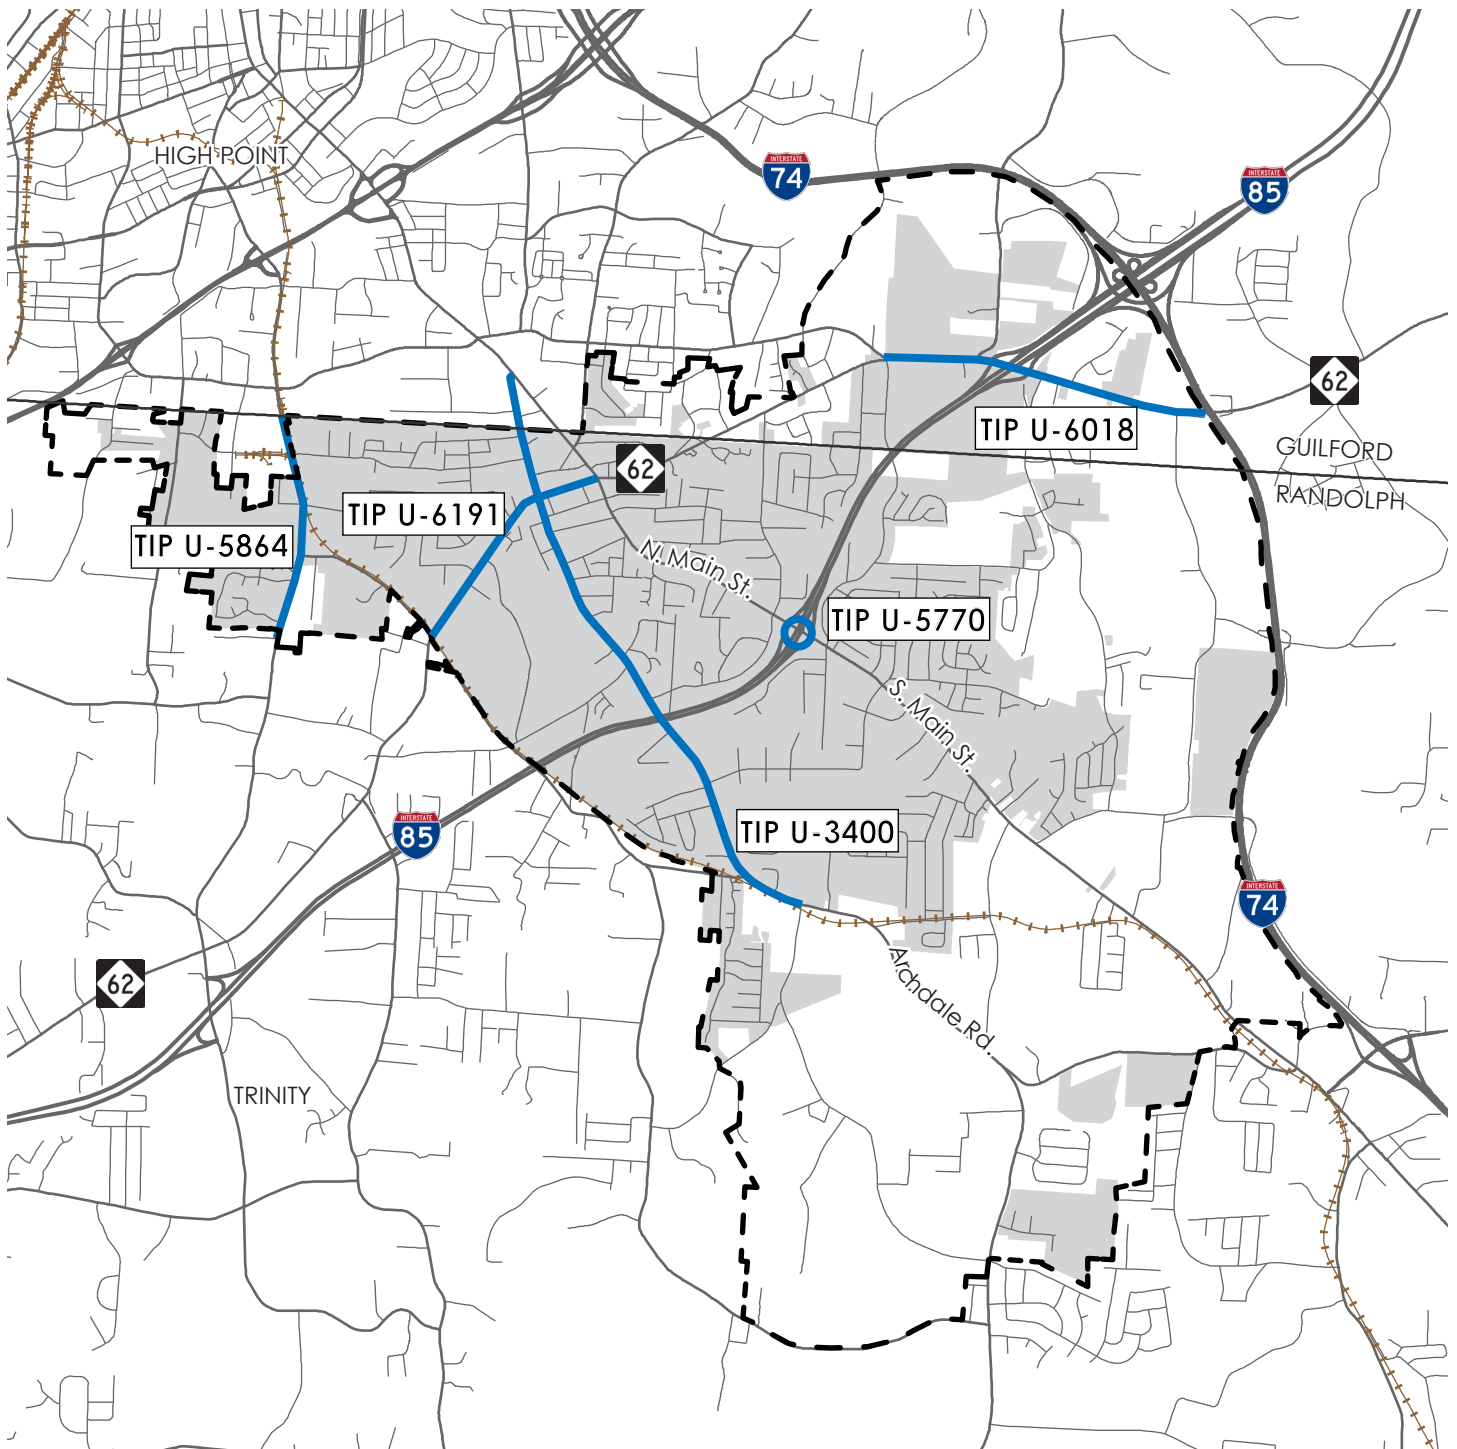 HIGH POINT
INTERSTATE
74
INTERSTATE
85
62
TIP U-6018
GUILFORD
RANDOLPH
62
TIP U-6191
TIP U-5864
N. Main St.
TIP U-5770
S. Main St.
INTERSTATE
85
TIP U-3400
INTERSTATE
74
62
Archdale Rd.
TRINITY